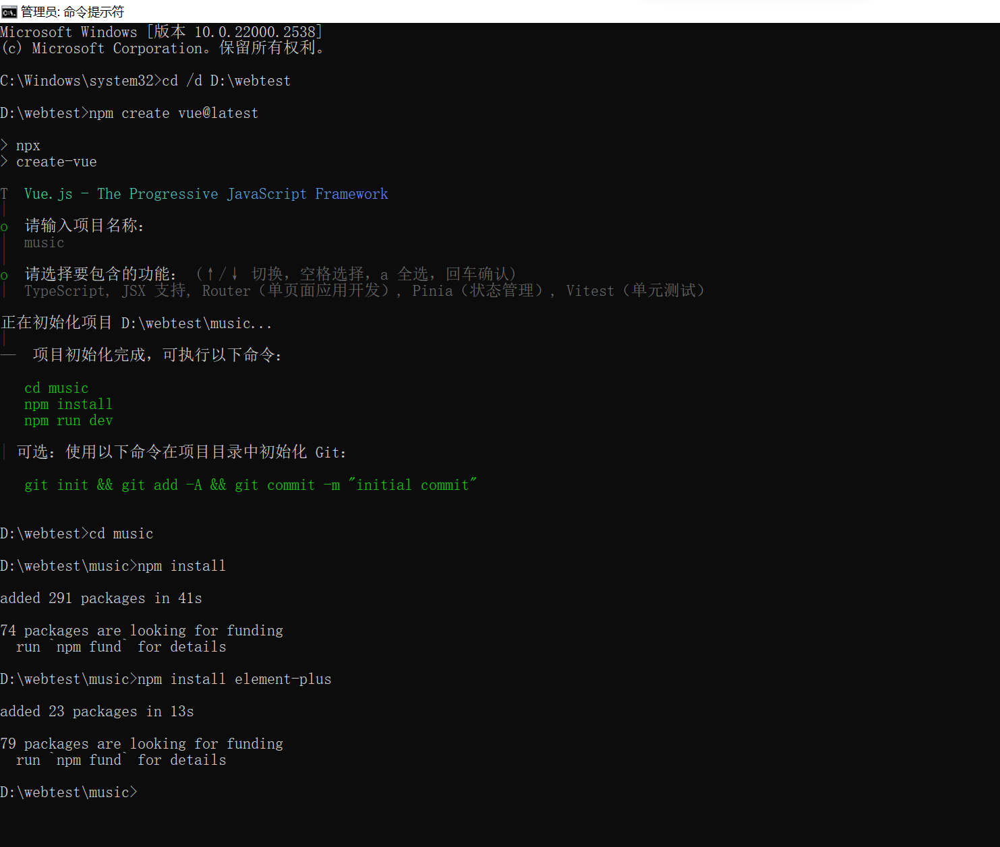 管理员: 命令提示符
Microsoft Windows [版本 10.0.22000.2538]
(c) Microsoft Corporation。保留所有权利。
C:\Windows\system32>cd /d D:\webtest
D:\webtest>npm create vue@latest
> npx
> create-vue
T  Vue.js - The Progressive JavaScript Framework
|
o  请输入项目名称：
|  music
|
o  请选择要包含的功能： (↑/↓ 切换，空格选择，a 全选，回车确认)
|  TypeScript, JSX 支持, Router（单页面应用开发）, Pinia（状态管理）, Vitest（单元测试）
正在初始化项目 D:\webtest\music...
|
—  项目初始化完成，可执行以下命令：
cd music
npm install
npm run dev
| 可选：使用以下命令在项目目录中初始化 Git：
git init && git add -A && git commit -m "initial commit"
D:\webtest>cd music
D:\webtest\music>npm install
added 291 packages in 41s
74 packages are looking for funding
run `npm fund` for details
D:\webtest\music>npm install element-plus
added 23 packages in 13s
79 packages are looking for funding
run `npm fund` for details
D:\webtest\music>